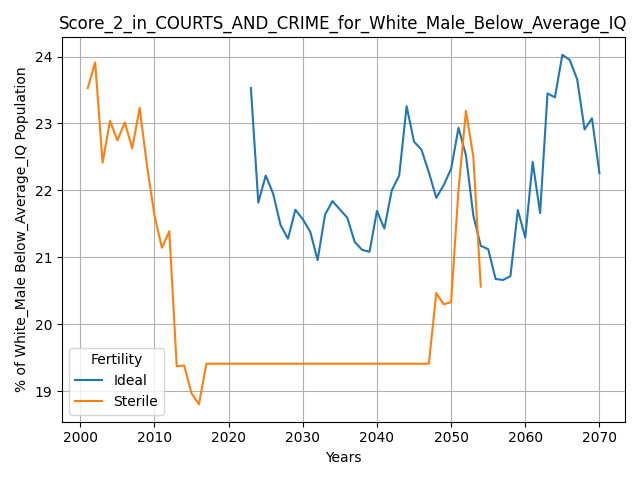 Score_2_in_COURTS_AND_CRIME_for_White_Male_Below_Average_IQ
% of White_Male Below_Average_IQ Population
24
23
22
21
20
19
Fertility
Ideal
Sterile
2000 2010 2020 2030 2040 2050 2060 2070
Years